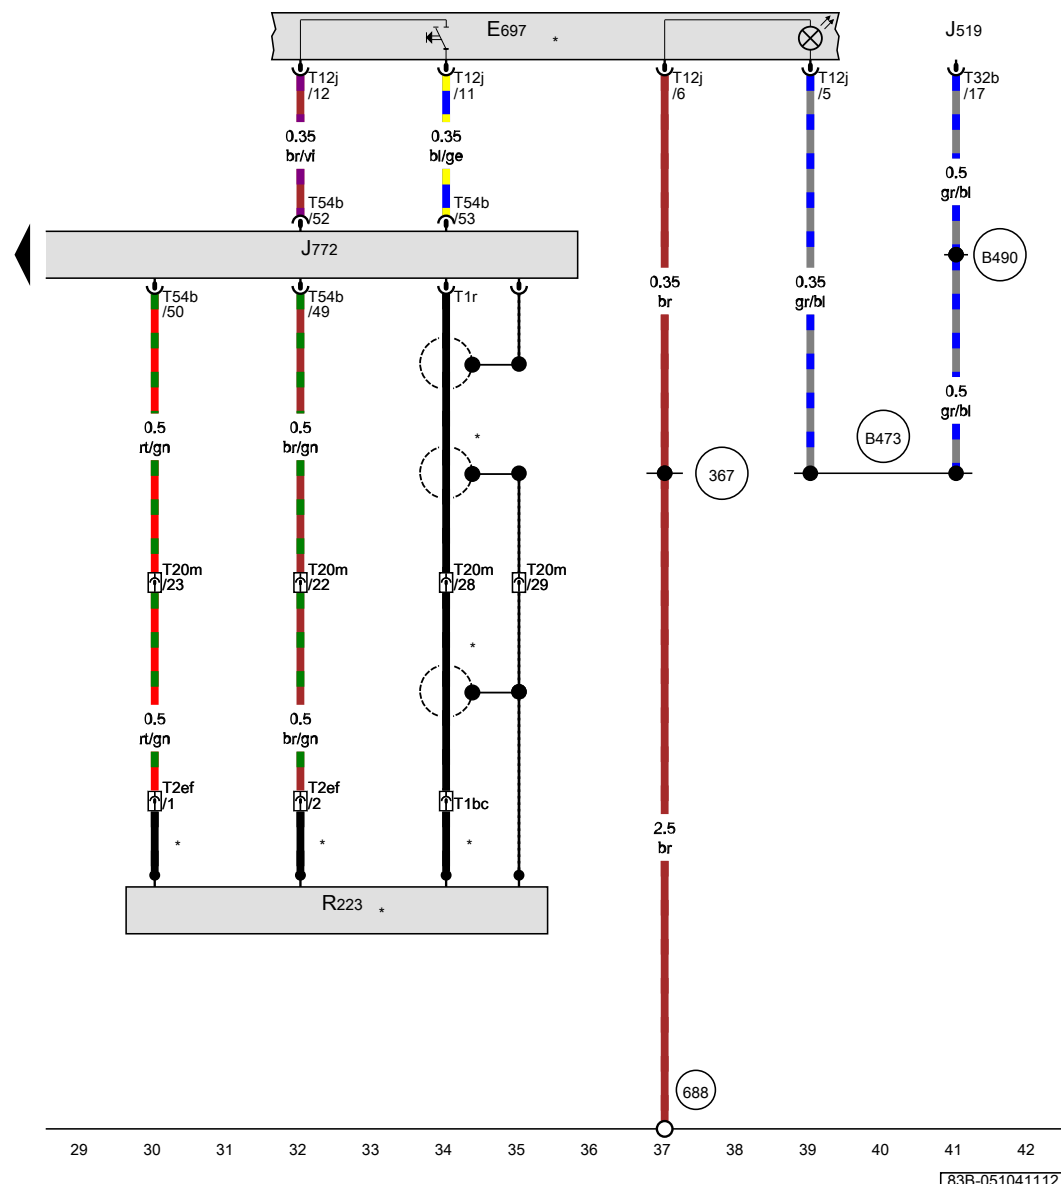 E697 *
J519
T12j
/12
T12j
/11
T12j
/6
T12j
/5
T32b
/17
0.35
br/vi
0.35
bl/ge
0.5
gr/bl
T54b
/52
T54b
/53
J772
B490
T54b
/50
T54b
/49
T1r
0.35
br
0.35
gr/bl
0.5
rt/gn
0.5
br/gn
*
0.5
gr/bl
B473
367
T20m
/23
T20m
/22
T20m
/28
T20m
/29
*
0.5
rt/gn
0.5
br/gn
T2ef
/1
T2ef
/2
T1bc
2.5
br
*
*
*
R223 *
688
29 30 31 32 33 34 35 36 37 38 39 40 41 42
83B-051041112